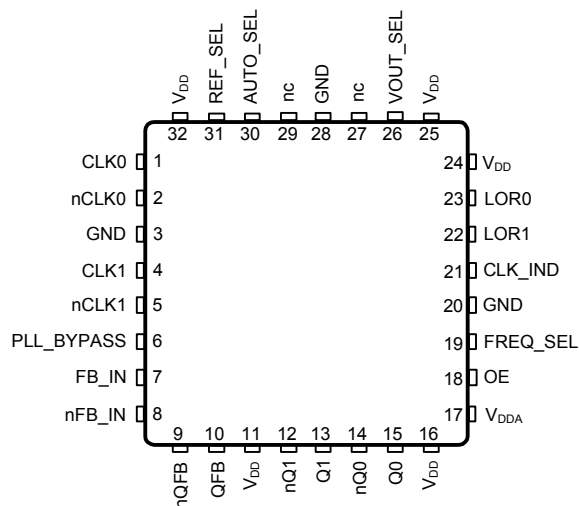 VDD
REF_SEL
AUTO_SEL
nc
GND
nc
VOUT_SEL
VDD
32 31 30 29 28 27 26 25
CLK0 1
nCLK0 2
GND 3
CLK1 4
nCLK1 5
PLL_BYPASS 6
FB_IN 7
nFB_IN 8
24 VDD
23 LOR0
22 LOR1
21 CLK_IND
20 GND
19 FREQ_SEL
18 OE
17 VDDA
9 10 11 12 13 14 15 16
nQFB
QFB
VDD
nQ1
Q1
nQ0
Q0
VDD